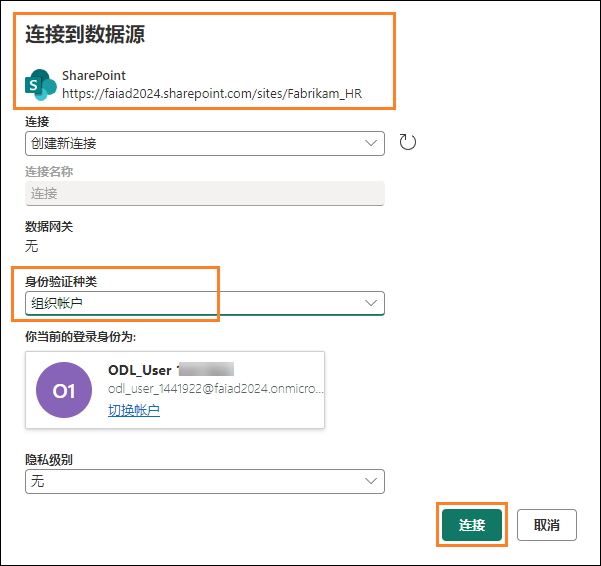 连接到数据源
SharePoint
https://faiad2024.sharepoint.com/sites/Fabrikam_HR
连接
创建新连接
连接名称
连接
数据网关
无
身份验证种类
组织帐户
你当前的登录身份为:
O1
ODL_User
odl_user_1441922@faiad2024.onmicro...
切换帐户
隐私级别
无
连接
取消